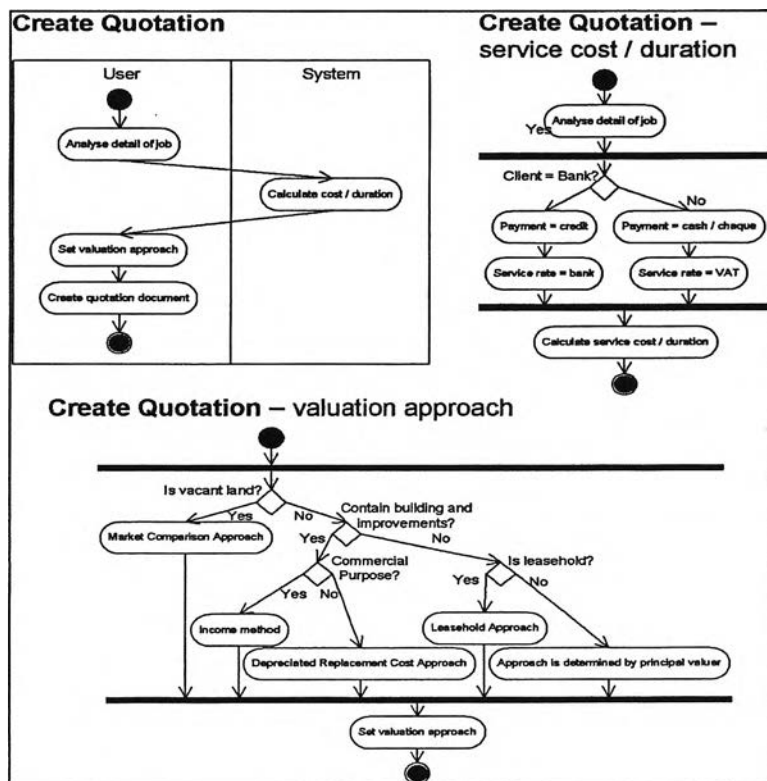 Create Quotation
User
System
Analyse detail of job
Calculate cost / duration
Set valuation approach
Create quotation document
Create Quotation –
service cost / duration
Analyse detail of job
Yes
Client = Bank?
No
Payment = credit
Payment = cash / cheque
Service rate = bank
Service rate = VAT
Calculate service cost / duration
Create Quotation – valuation approach
Is vacant land?
Yes
No
Contain building and
improvements?
Market Comparison Approach
Yes
No
Commercial
Purpose?
Is leasehold?
Yes
No
Yes
No
Income method
Leasehold Approach
Depreciated Replacement Cost Approach
Approach is determined by principal valuer
Set valuation approach